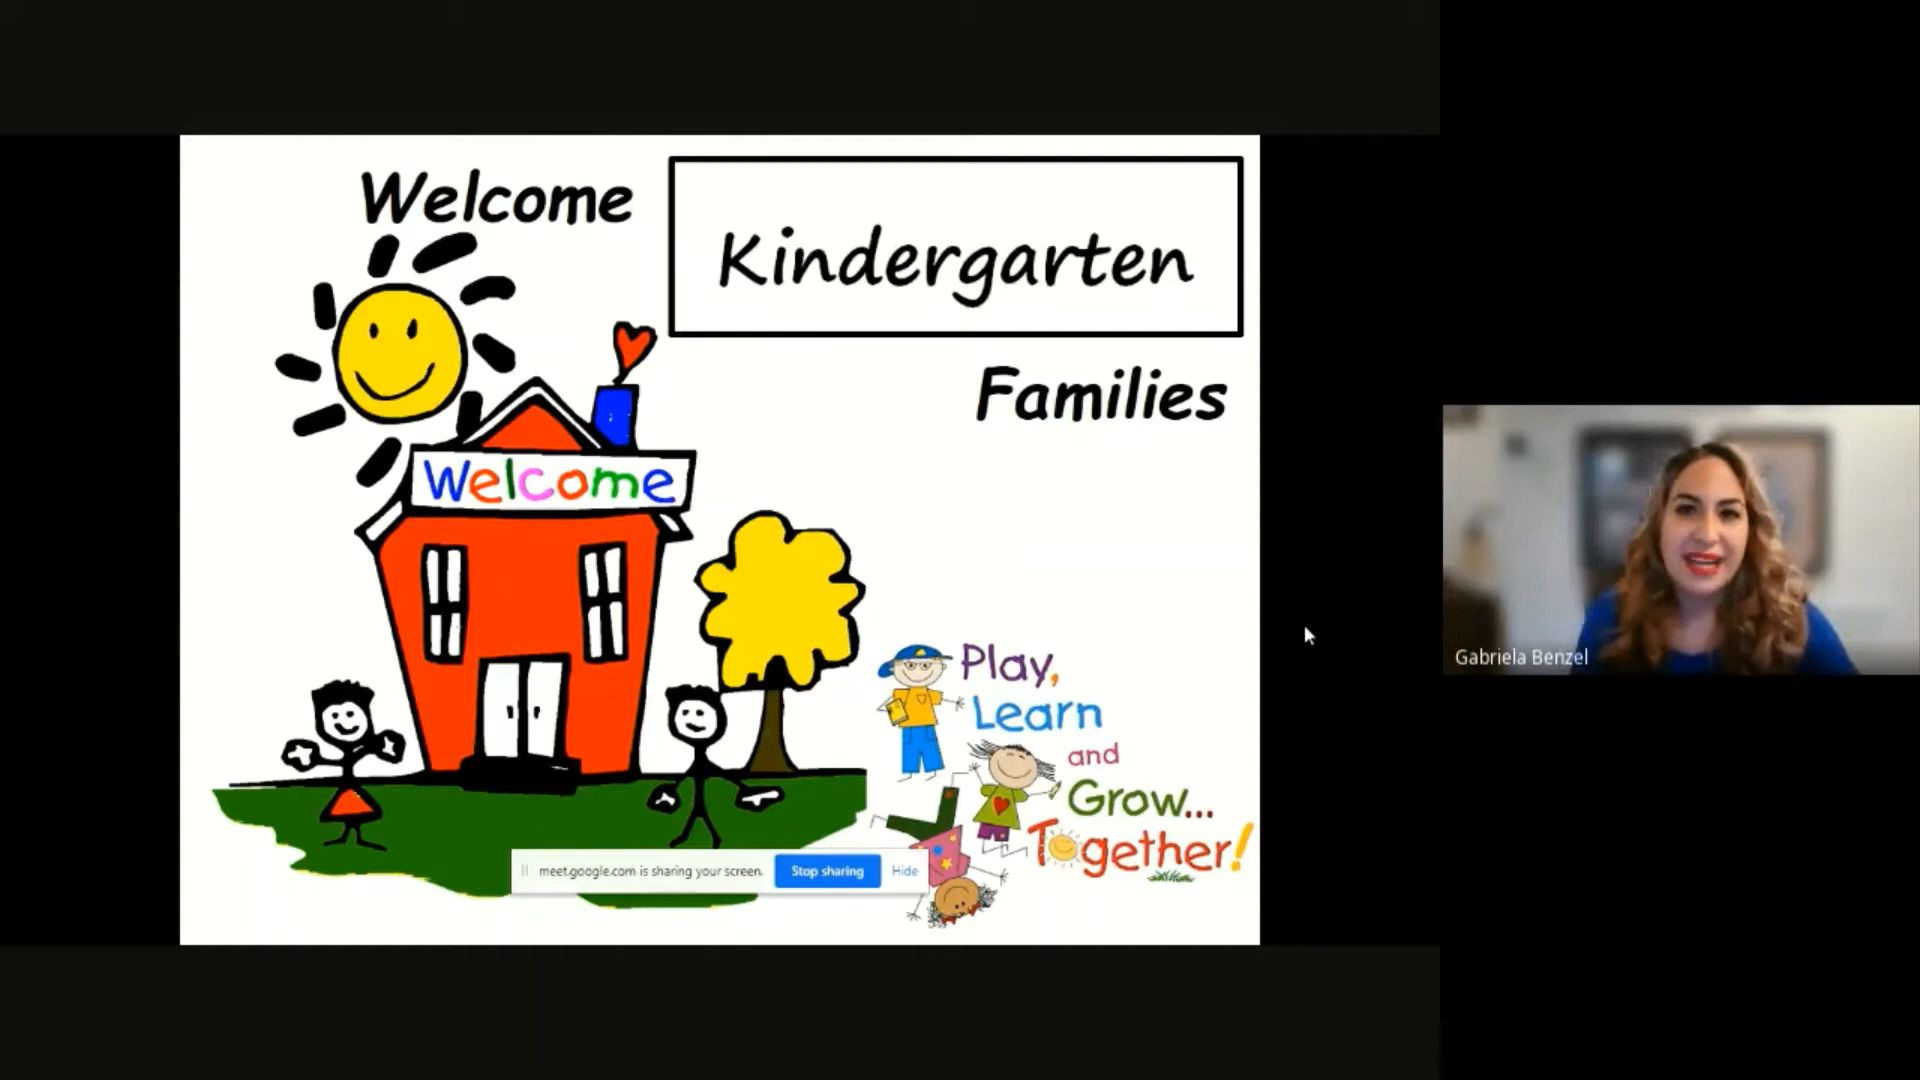 Welcome
Kindergarten
Families
Welcome
Play,
Learn
and
Grow...
Together!
meet.google.com is sharing your screen.
Stop sharing
Hide
Gabriela Benzel